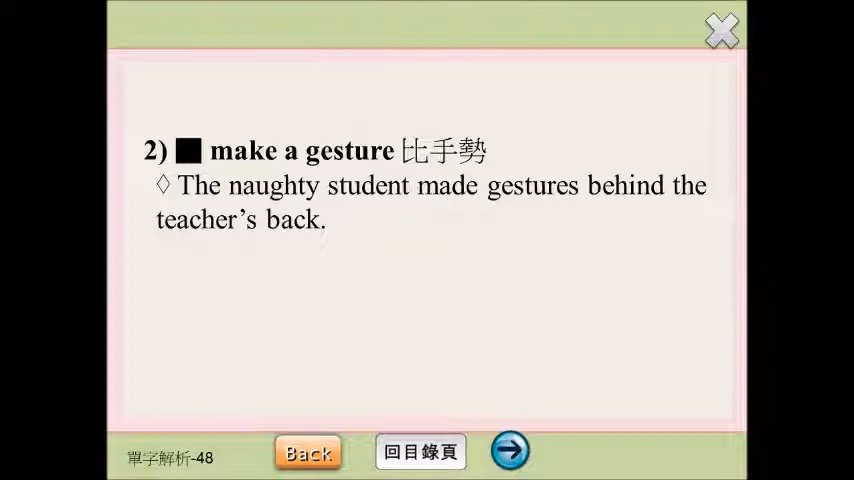 2) ■ make a gesture 比手勢
◊ The naughty student made gestures behind the
teacher’s back.
單字解析-48
Back
回目錄頁